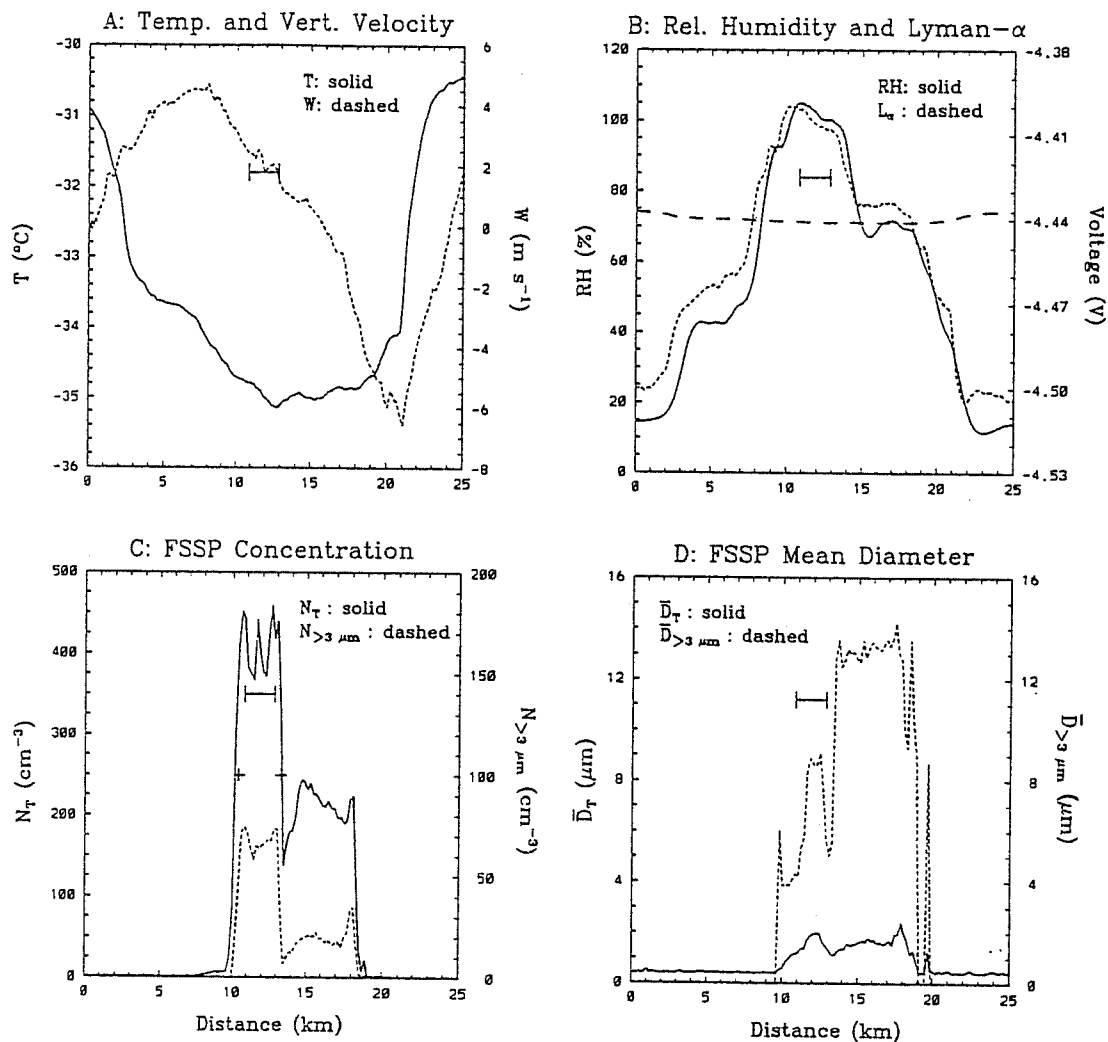 A: Temp. and Vert. Velocity
-30
-31
-32
-33
-34
-35
-36
T (°C)
T: solid
W: dashed
6
4
2
0
-2
-4
-6
-8
W (m s⁻¹)
0 5 10 15 20 25
B: Rel. Humidity and Lyman-α
120
100
80
60
40
20
0
RH (%)
RH: solid
Lα : dashed
-4.38
-4.41
-4.44
-4.47
-4.50
-4.53
Voltage (V)
0 5 10 15 20 25
C: FSSP Concentration
500
450
375
300
250
175
100
0
N_T (cm⁻³)
N_T : solid
N_>3 μm : dashed
200
150
100
50
0
N_>3 μm (cm⁻³)
0 5 10 15 20 25
Distance (km)
D: FSSP Mean Diameter
16
12
8
4
0
D̅_T (μm)
D̅_T : solid
D̅_>3 μm : dashed
16
12
8
4
0
D̅_>3 μm (μm)
0 5 10 15 20 25
Distance (km)